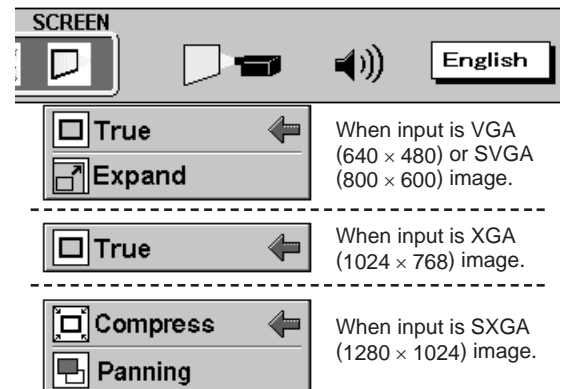 SCREEN
English
True
Expand
When input is VGA
(640 × 480) or SVGA
(800 × 600) image.
True
When input is XGA
(1024 × 768) image.
Compress
Panning
When input is SXGA
(1280 × 1024) image.